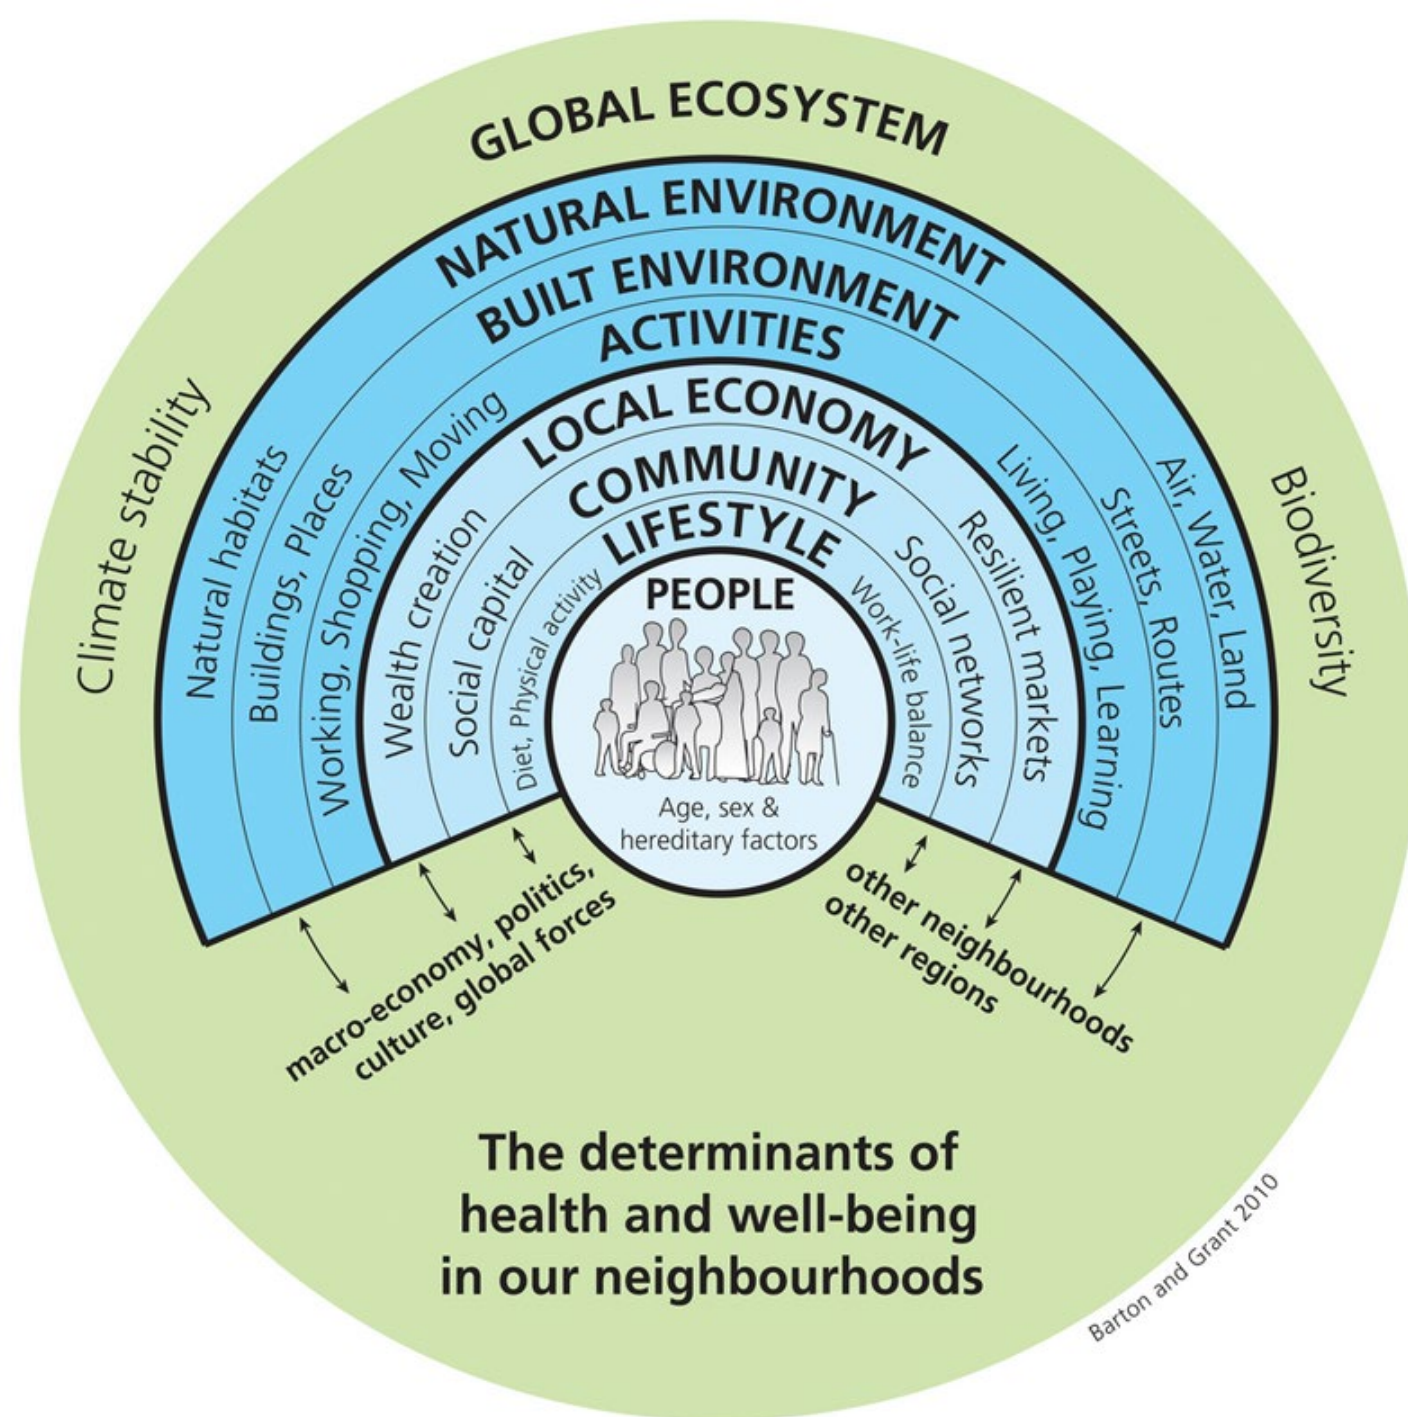 GLOBAL ECOSYSTEM
NATURAL ENVIRONMENT
BUILT ENVIRONMENT
ACTIVITIES
LOCAL ECONOMY
COMMUNITY
LIFESTYLE
PEOPLE
Age, sex &
hereditary factors
Climate stability
Natural habitats
Buildings, Places
Working, Shopping, Moving
Wealth creation
Social capital
Diet, Physical activity
Work-life balance
Social networks
Resilient markets
Living, Playing, Learning
Streets, Routes
Air, Water, Land
Biodiversity
macro-economy, politics,
culture, global forces
other neighbourhoods
other regions
The determinants of
health and well-being
in our neighbourhoods
Barton and Grant 2010